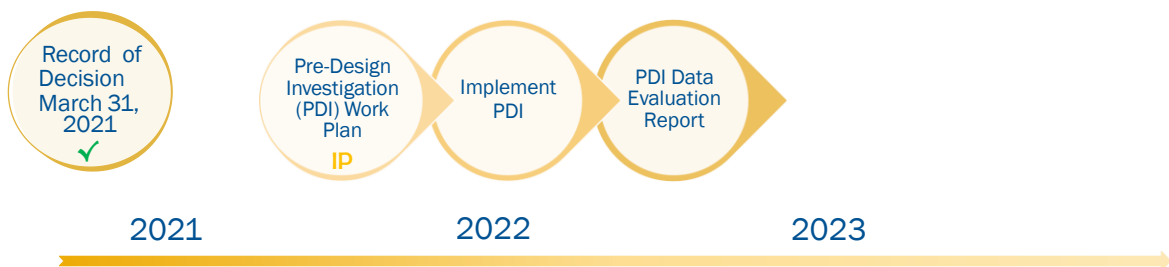 Record of
Decision
March 31,
2021
✓
Pre-Design
Investigation
(PDI) Work
Plan
IP
Implement
PDI
PDI Data
Evaluation
Report
2021
2022
2023